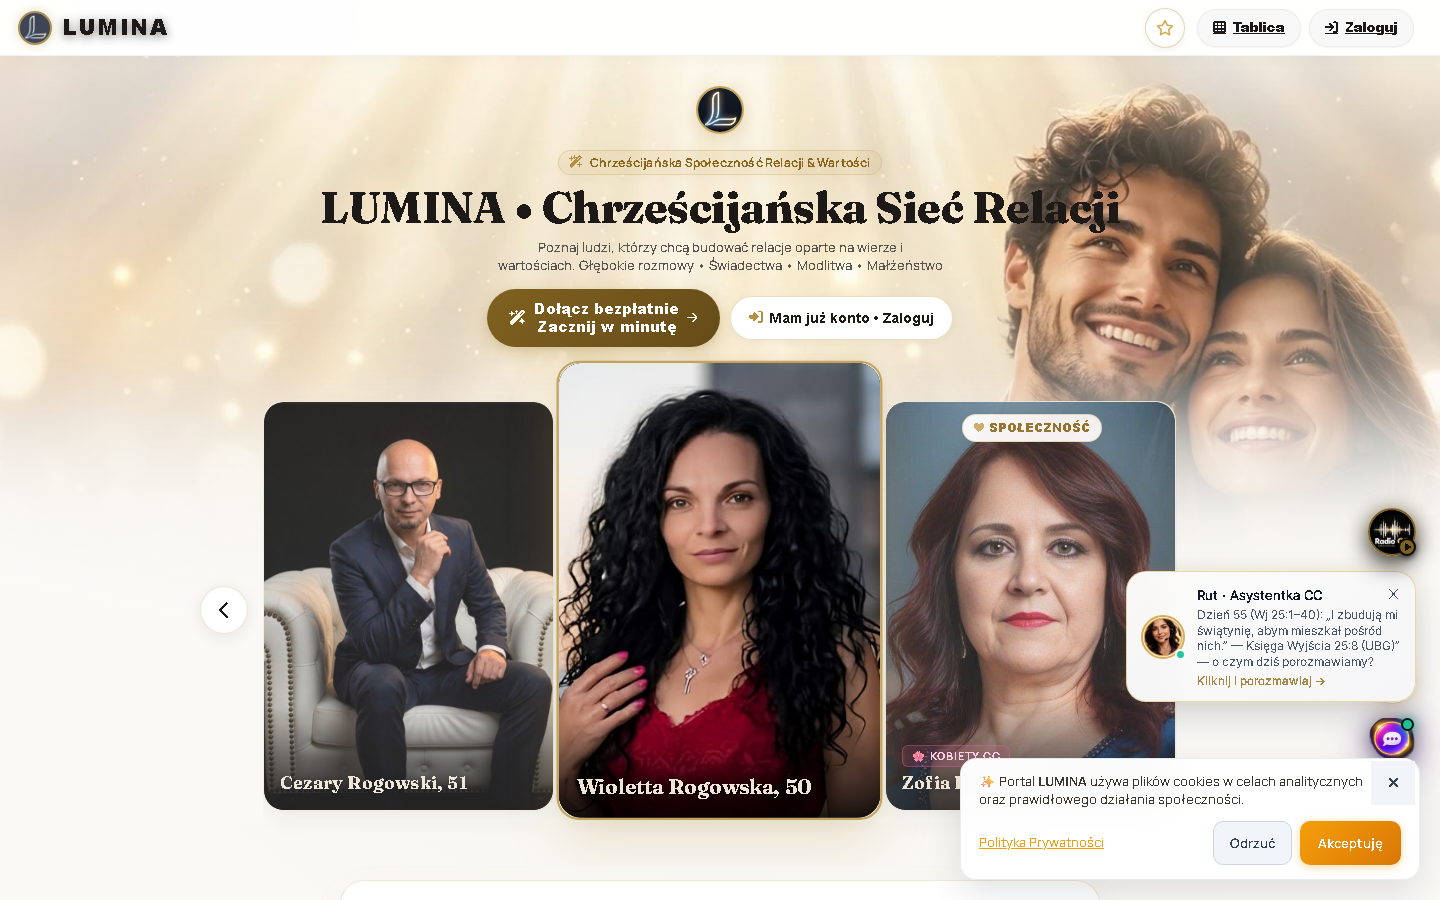 LUMINA
Tablica
Zaloguj
Chrześcijańska Społeczność Relacji & Wartości
LUMINA • Chrześcijańska Sieć Relacji
Poznaj ludzi, którzy chcą budować relacje oparte na wierze i
wartościach. Głębokie rozmowy • Świadectwa • Modlitwa • Małżeństwo
Dołącz bezpłatnie
Zacznij w minutę →
Mam już konto • Zaloguj
SPOŁECZNOŚĆ
Cezary Rogowski, 51
Wioletta Rogowska, 50
KOBIETY CC
Zofia
Radio
Rut · Asystentka CC
Dzień 55 (Wj 25:1–40): „I zbudują mi
świątynię, abym mieszkał pośród
nich.” — Księga Wyjścia 25:8 (UBG)”
— o czym dziś porozmawiamy?
Kliknij i porozmawiaj →
✨ Portal LUMINA używa plików cookies w celach analitycznych
oraz prawidłowego działania społeczności.
Polityka Prywatności
Odrzuć
Akceptuję